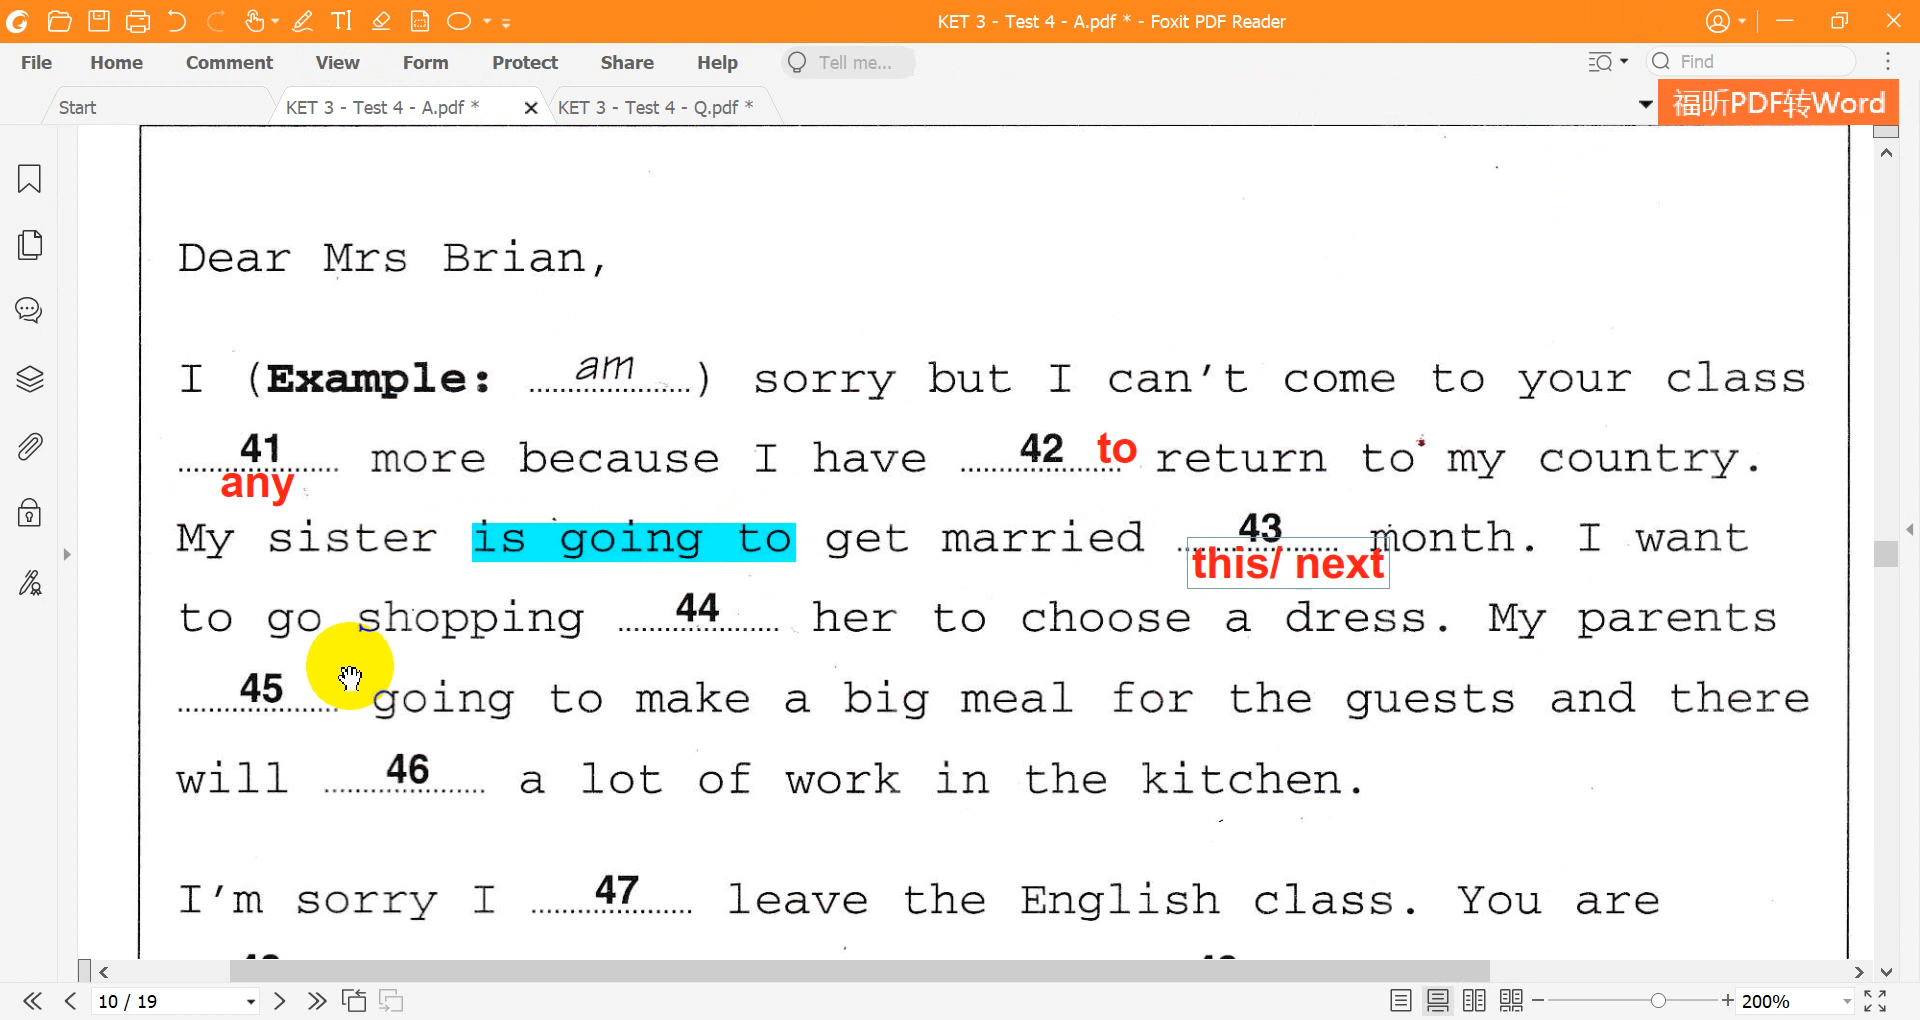 KET 3 - Test 4 - A.pdf * - Foxit PDF Reader
File Home Comment View Form Protect Share Help Tell me... Find
Start KET 3 - Test 4 - A.pdf * KET 3 - Test 4 - Q.pdf * 福昕PDF转Word
Dear Mrs Brian,
I (Example: am) sorry but I can't come to your class
41 more because I have 42 to return to my country.
any
My sister is going to get married 43 month. I want
this/ next
to go shopping 44 her to choose a dress. My parents
45 going to make a big meal for the guests and there
will 46 a lot of work in the kitchen.
I'm sorry I 47 leave the English class. You are
10 / 19 200%